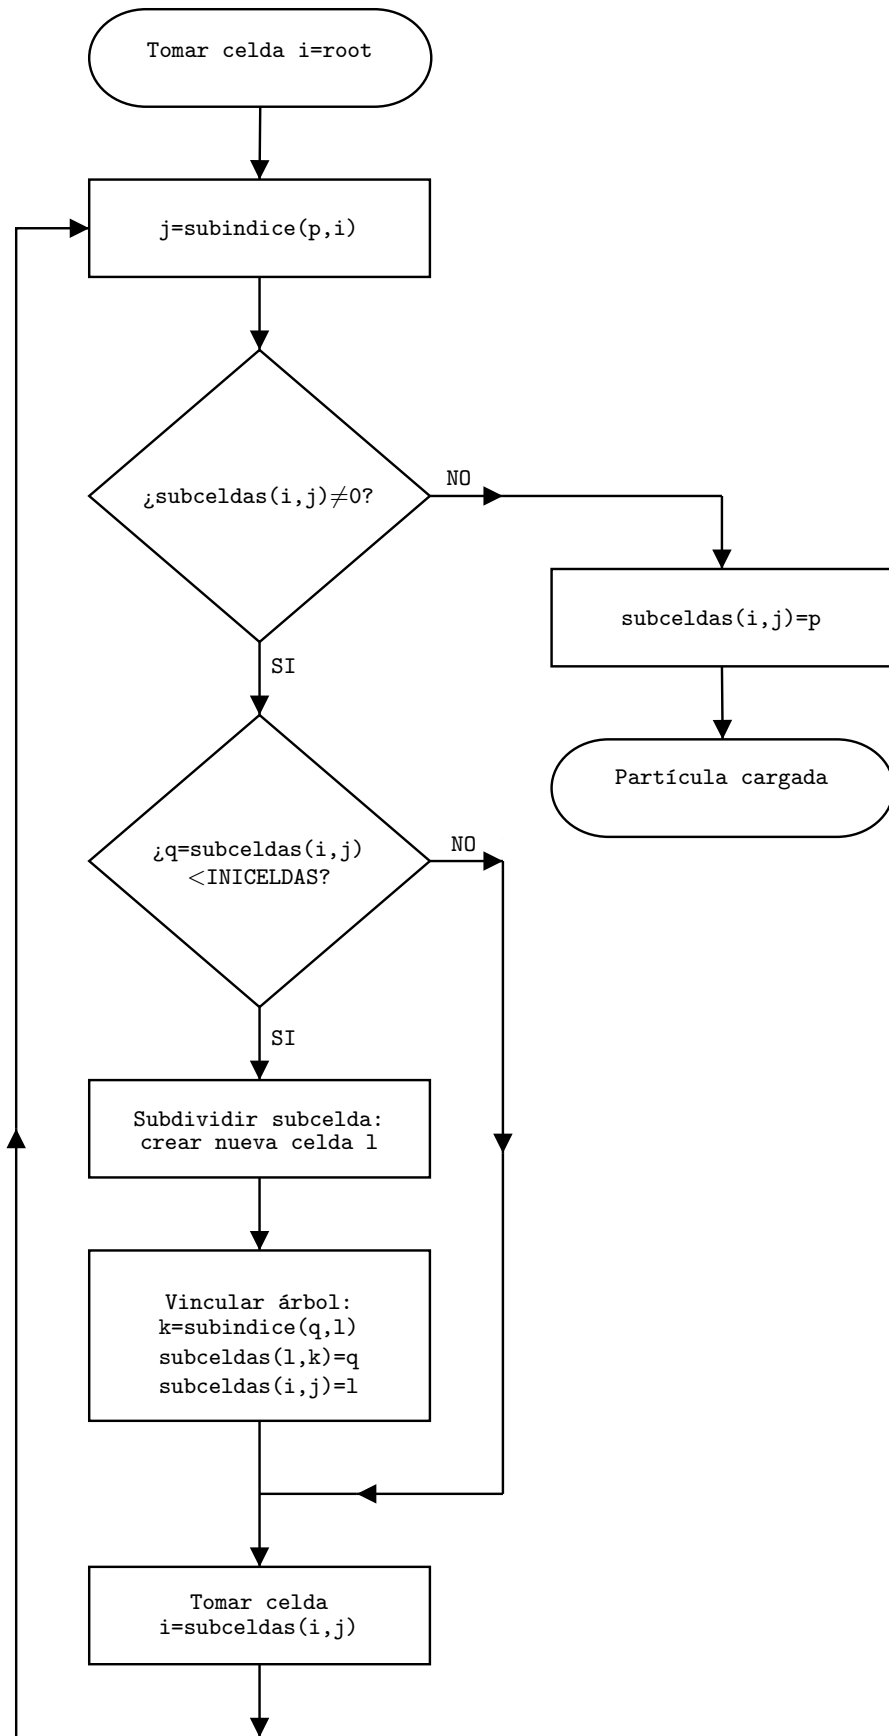 Tomar celda i=root
j=subindice(p,i)
¿subceldas(i,j)≠0?
NO
subceldas(i,j)=p
SI
Partícula cargada
¿q=subceldas(i,j)
<INICELDAS?
NO
SI
Subdividir subcelda:
crear nueva celda l
Vincular árbol:
k=subindice(q,l)
subceldas(l,k)=q
subceldas(i,j)=l
Tomar celda
i=subceldas(i,j)